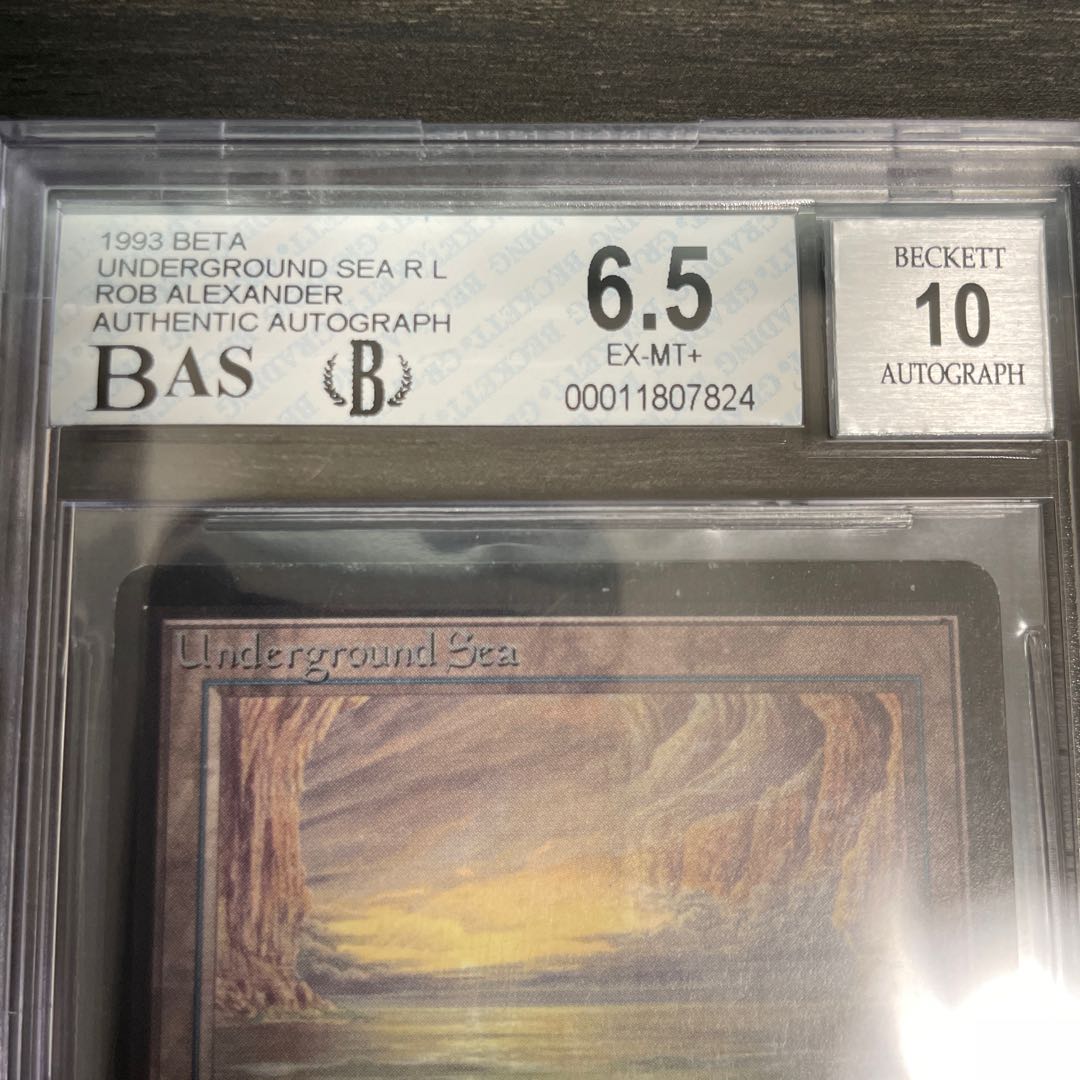 1993 BETA
UNDERGROUND SEA R L
ROB ALEXANDER
AUTHENTIC AUTOGRAPH
BAS B
6.5
EX-MT+
00011807824
BECKETT
10
AUTOGRAPH
Underground Sea